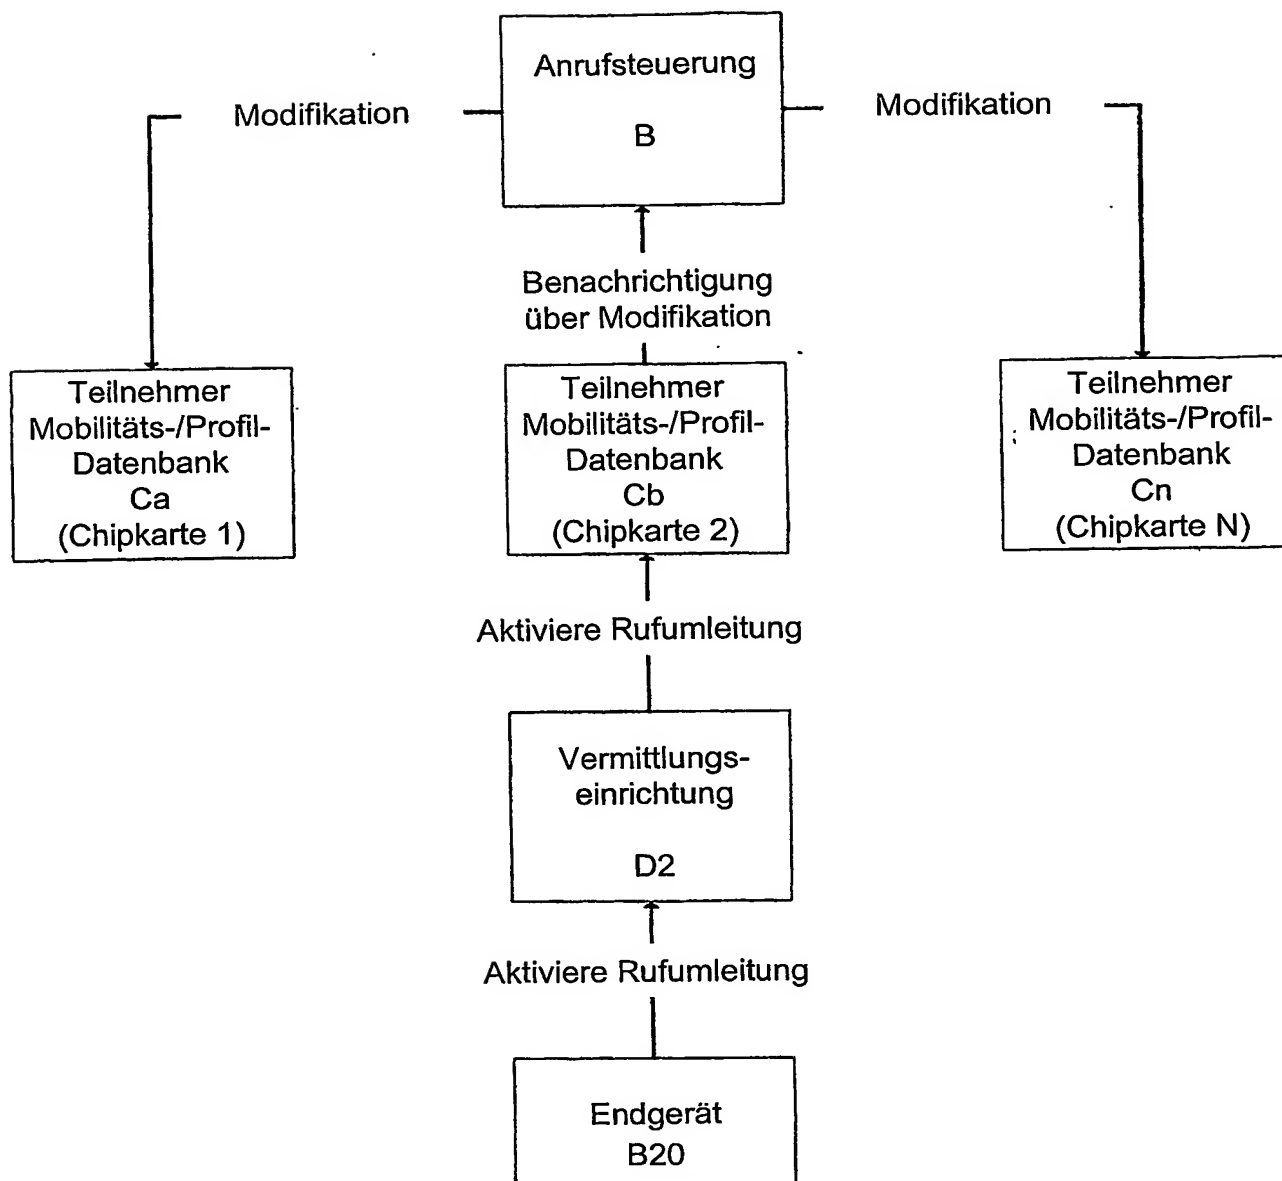 Anrufsteuerung
B
Modifikation
Modifikation
Benachrichtigung
über Modifikation
Teilnehmer
Mobilitäts-/Profil-
Datenbank
Ca
(Chipkarte 1)
Teilnehmer
Mobilitäts-/Profil-
Datenbank
Cb
(Chipkarte 2)
Teilnehmer
Mobilitäts-/Profil-
Datenbank
Cn
(Chipkarte N)
Aktiviere Rufumleitung
Vermittlungs-
einrichtung
D2
Aktiviere Rufumleitung
Endgerät
B20